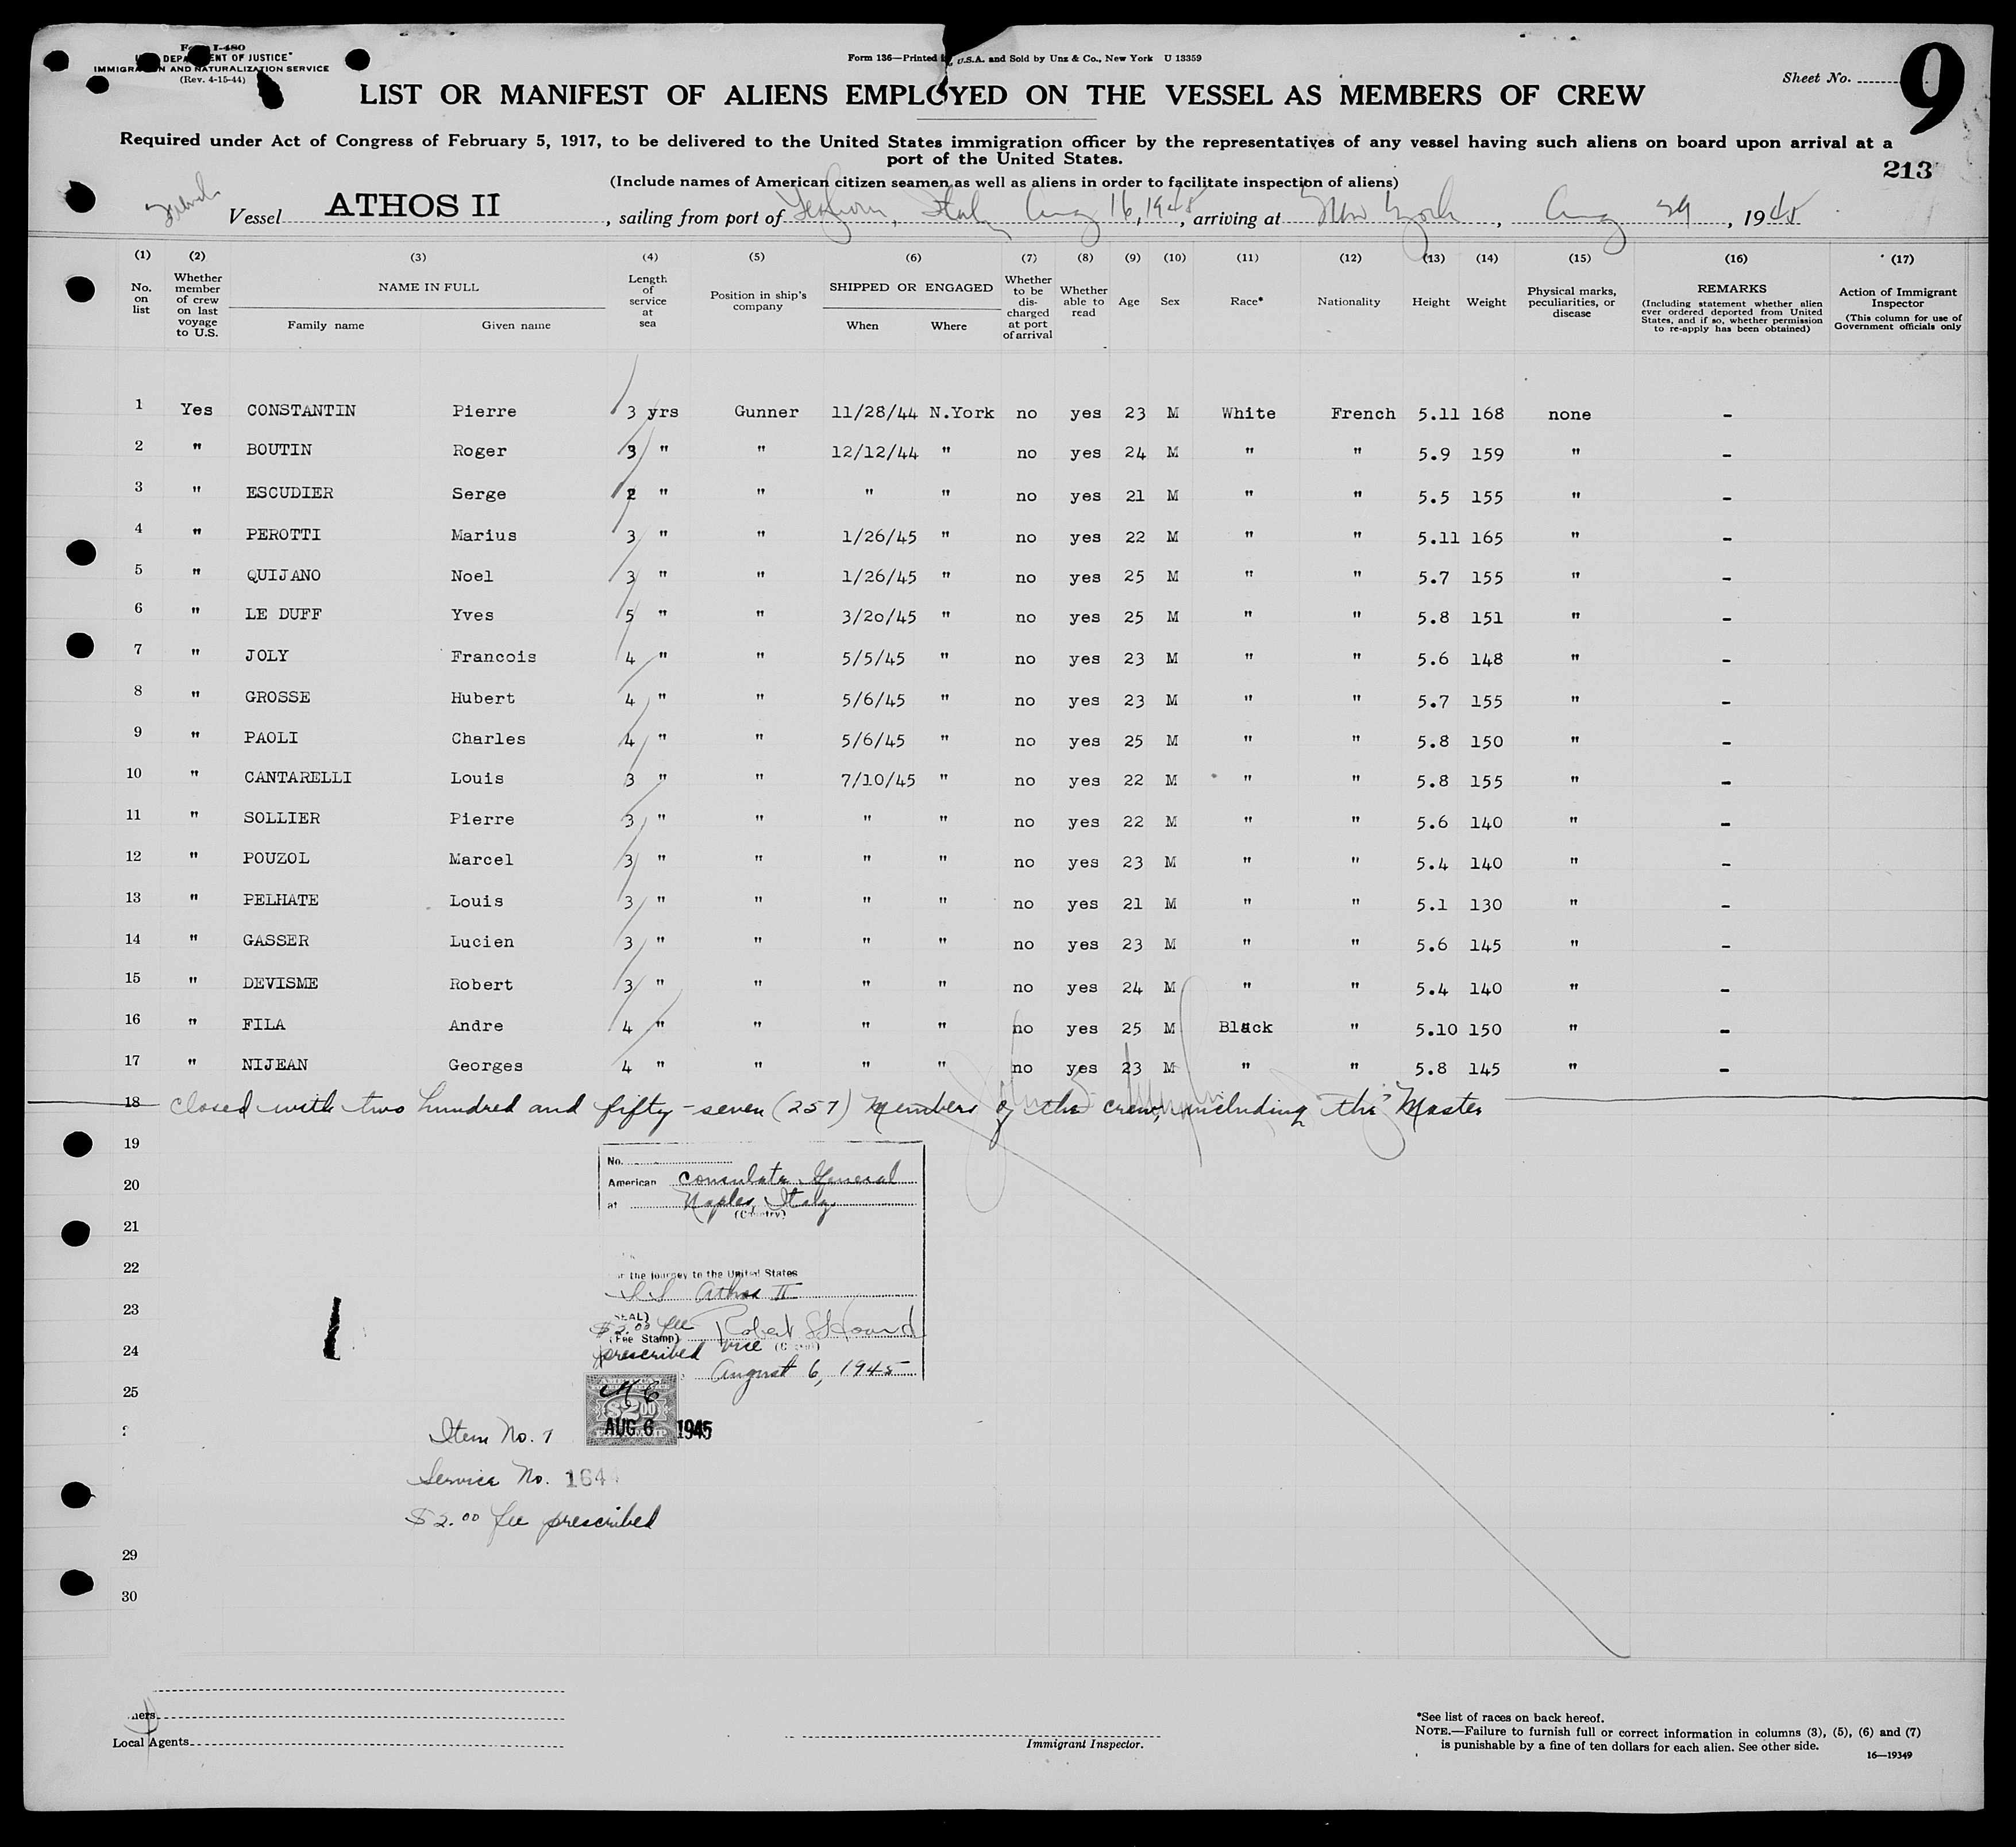 Form I-480
U.S. DEPARTMENT OF JUSTICE
IMMIGRATION AND NATURALIZATION SERVICE
(Rev. 4-15-44)
Form 136—Printed in U.S.A. and Sold by Unz & Co., New York U 13359
Sheet No. 9
LIST OR MANIFEST OF ALIENS EMPLOYED ON THE VESSEL AS MEMBERS OF CREW
Required under Act of Congress of February 5, 1917, to be delivered to the United States immigration officer by the representatives of any vessel having such aliens on board upon arrival at a
port of the United States.
213
(Include names of American citizen seamen as well as aliens in order to facilitate inspection of aliens)
French Vessel ATHOS II, sailing from port of Leghorn, Italy Aug 16, 1945, arriving at New York, Aug 29, 1945
(1) (2) (3) (4) (5) (6) (7) (8) (9) (10) (11) (12) (13) (14) (15) (16) (17)
No. on list
Whether member of crew on last voyage to U.S.
NAME IN FULL
Family name Given name
Length of service at sea
Position in ship's company
SHIPPED OR ENGAGED
When Where
Whether to be discharged at port of arrival
Whether able to read
Age
Sex
Race*
Nationality
Height
Weight
Physical marks, peculiarities, or disease
REMARKS
(Including statement whether alien ever ordered deported from United States, and if so, whether permission to re-apply has been obtained)
Action of Immigrant Inspector
(This column for use of Government officials only
1 Yes CONSTANTIN Pierre 3 yrs Gunner 11/28/44 N.York no yes 23 M White French 5.11 168 none -
2 " BOUTIN Roger 3 " " 12/12/44 " no yes 24 M " " 5.9 159 " -
3 " ESCUDIER Serge 2 " " " " no yes 21 M " " 5.5 155 " -
4 " PEROTTI Marius 3 " " 1/26/45 " no yes 22 M " " 5.11 165 " -
5 " QUIJANO Noel 3 " " 1/26/45 " no yes 25 M " " 5.7 155 " -
6 " LE DUFF Yves 5 " " 3/20/45 " no yes 25 M " " 5.8 151 " -
7 " JOLY Francois 4 " " 5/5/45 " no yes 23 M " " 5.6 148 " -
8 " GROSSE Hubert 4 " " 5/6/45 " no yes 23 M " " 5.7 155 " -
9 " PAOLI Charles 4 " " 5/6/45 " no yes 25 M " " 5.8 150 " -
10 " CANTARELLI Louis 3 " " 7/10/45 " no yes 22 M " " 5.8 155 " -
11 " SOLLIER Pierre 3 " " " " no yes 22 M " " 5.6 140 " -
12 " POUZOL Marcel 3 " " " " no yes 23 M " " 5.4 140 " -
13 " PELHATE Louis 3 " " " " no yes 21 M " " 5.1 130 " -
14 " GASSER Lucien 3 " " " " no yes 23 M " " 5.6 145 " -
15 " DEVISME Robert 3 " " " " no yes 24 M " " 5.4 140 " -
16 " FILA Andre 4 " " " " no yes 25 M Black " 5.10 150 " -
17 " NIJEAN Georges 4 " " " " no yes 23 M " " 5.8 145 " -
18 closed with two hundred and fifty-seven (257) members of the crew, including the Master
19
No.
20
American Consulate General
at Naples, Italy
(Country)
21
22
the journey to the United States
SS Athos II
23
(SEAL)
$2.00 fee
(Fee Stamp)
24
prescribed Vice
August 6, 1945
25
$2.00
AUG 6 1945
Item No. 7
Service No. 1644
$2.00 fee prescribed
29
30
Local Agents
Immigrant Inspector.
*See list of races on back hereof.
NOTE.—Failure to furnish full or correct information in columns (3), (5), (6) and (7)
is punishable by a fine of ten dollars for each alien. See other side.
16—19349